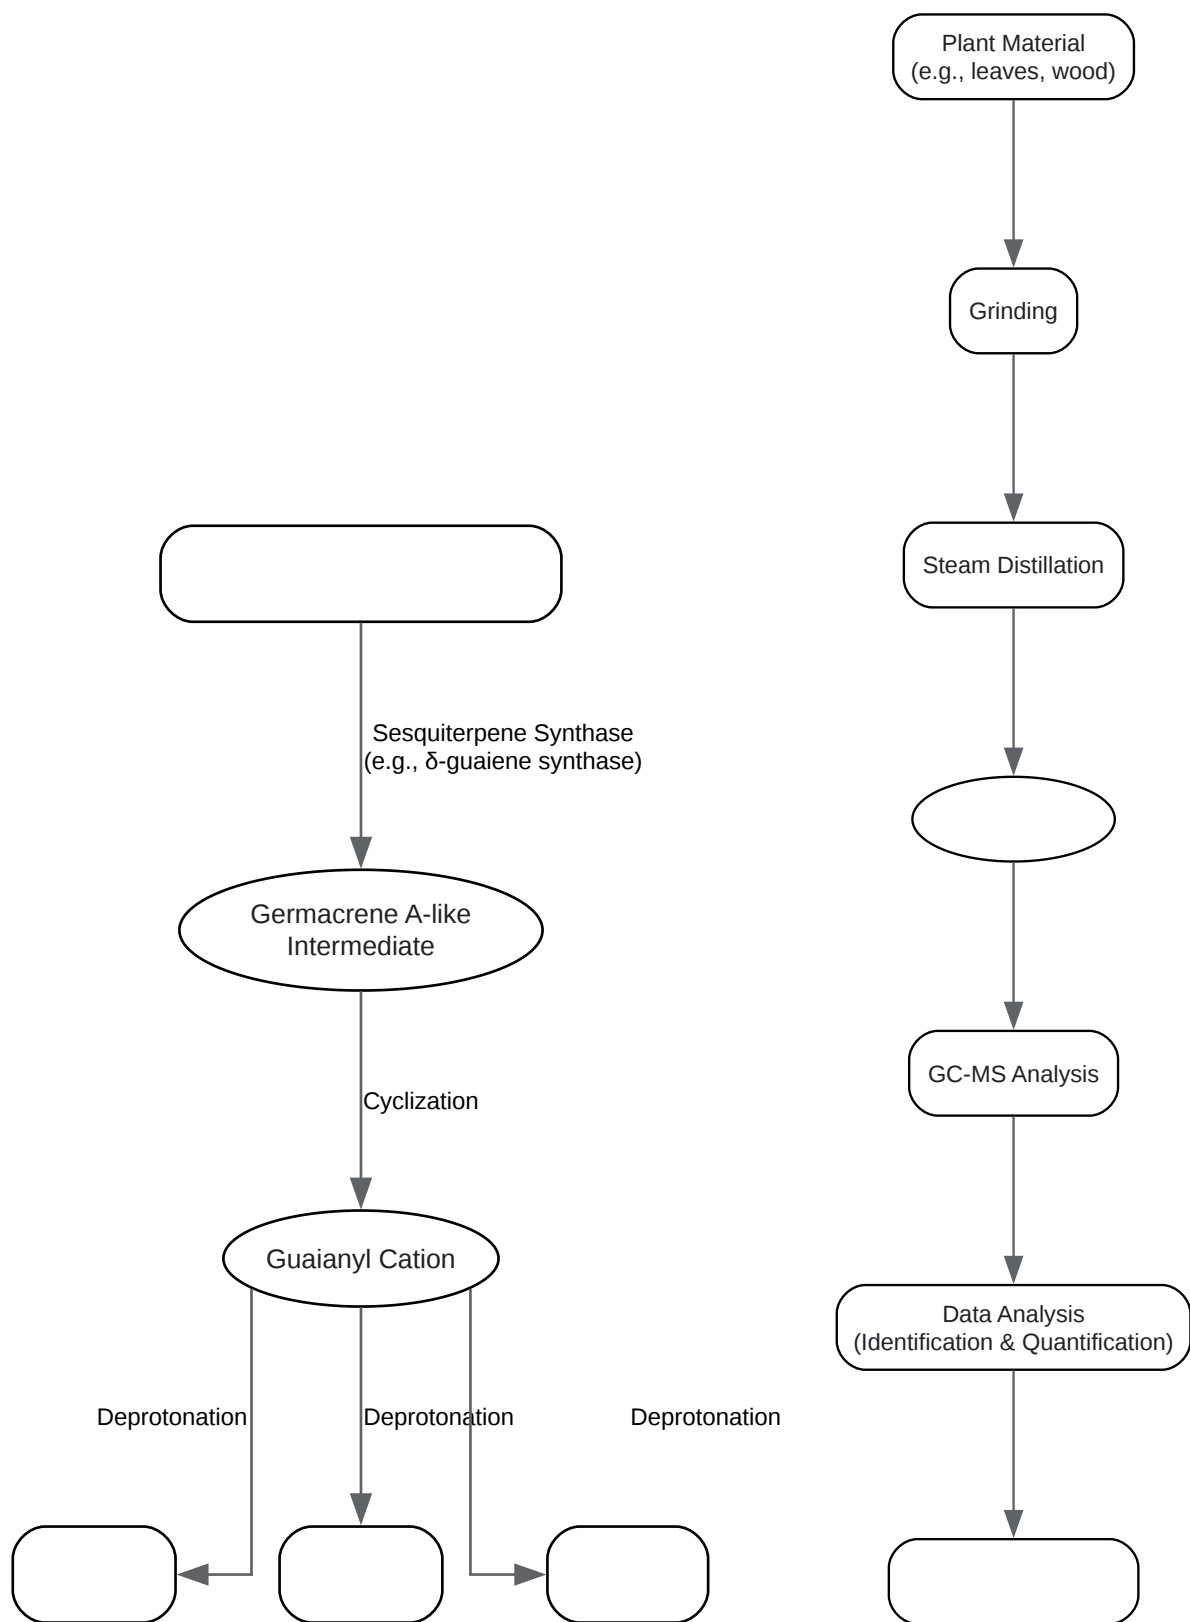 Plant Material
(e.g., leaves, wood)
Grinding
Steam Distillation
GC-MS Analysis
Data Analysis
(Identification & Quantification)
Sesquiterpene Synthase
(e.g., δ-guaiene synthase)
Germacrene A-like
Intermediate
Cyclization
Guaianyl Cation
Deprotonation
Deprotonation
Deprotonation